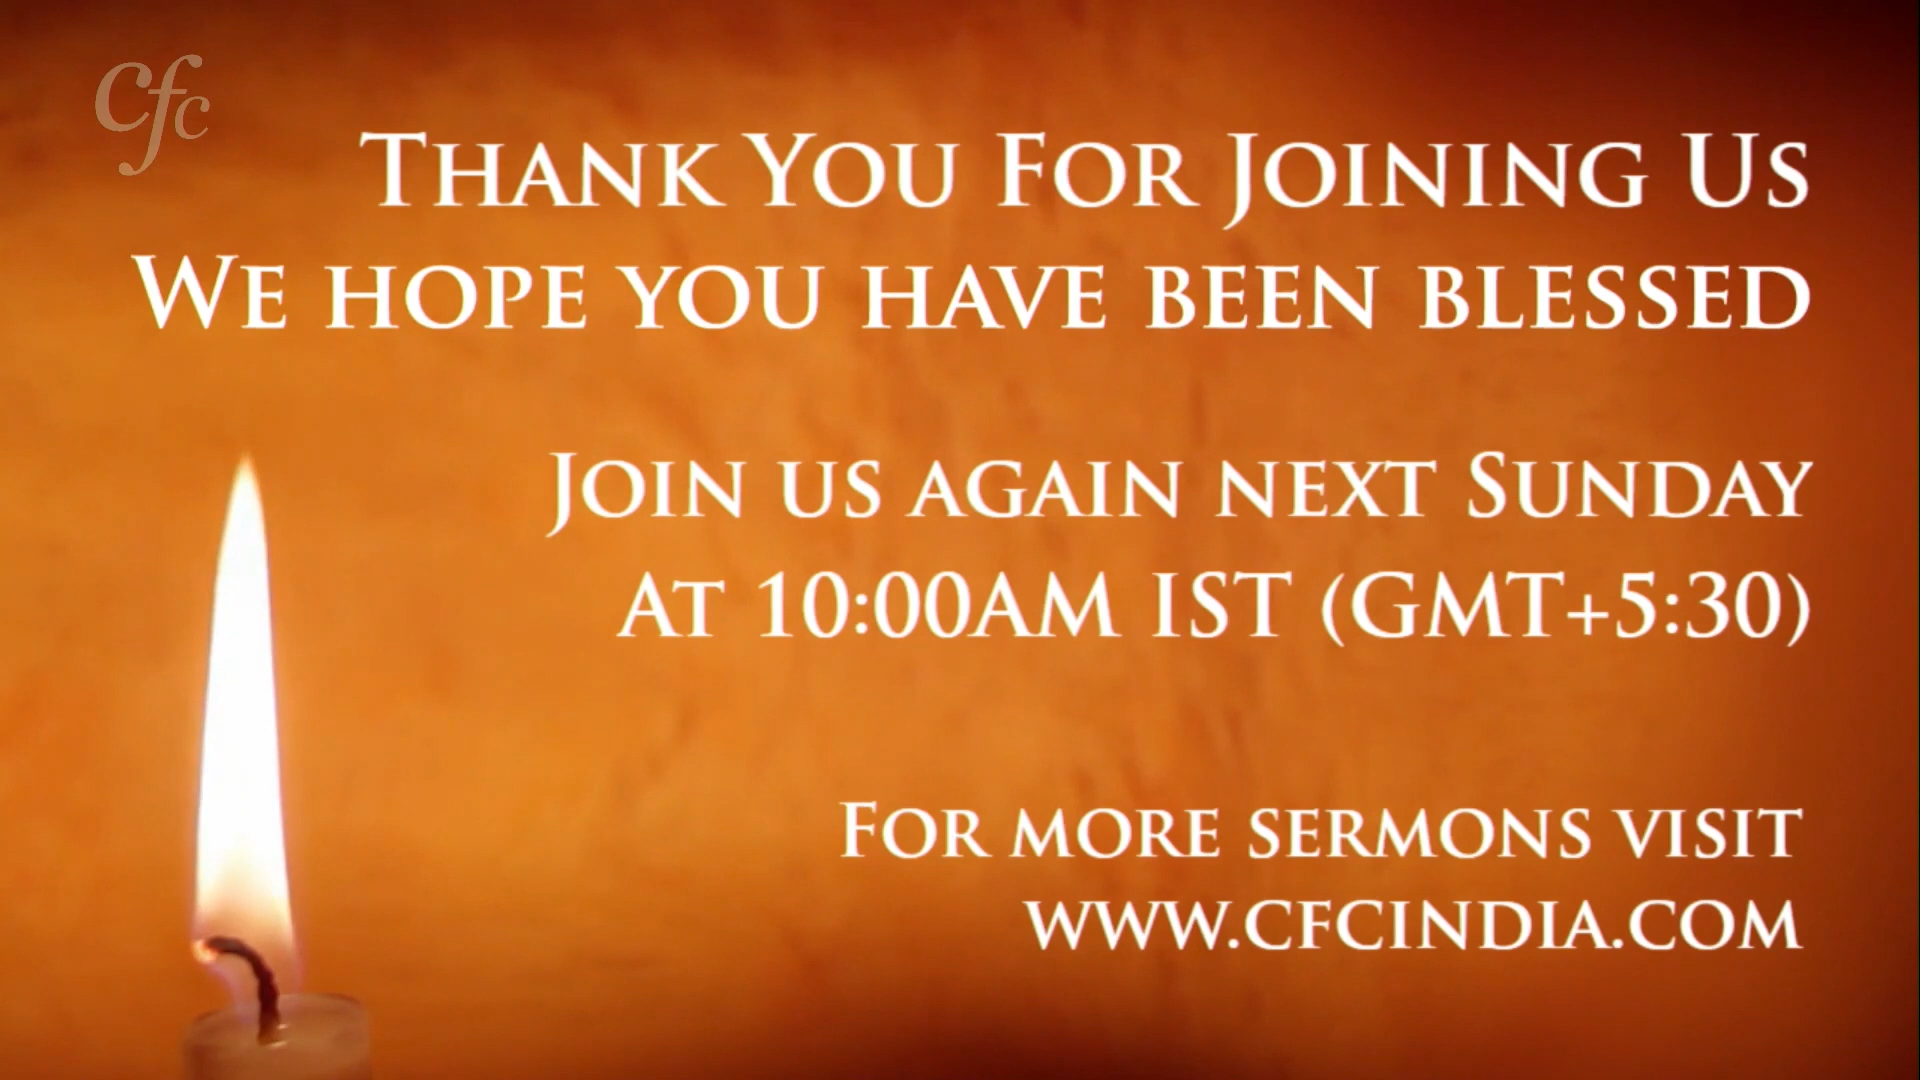 Cfc
Thank You For Joining Us
We hope you have been blessed
Join us again next Sunday
at 10:00AM IST (GMT+5:30)
For more sermons visit
www.cfcindia.com